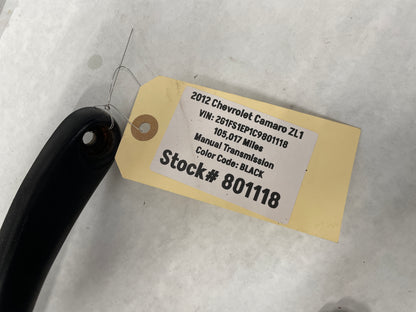 2012 Chevrolet Camaro ZL1
VIN: 2G1FS1EP1C9801118
105,017 Miles
Manual Transmission
Color Code: BLACK
Stock# 801118